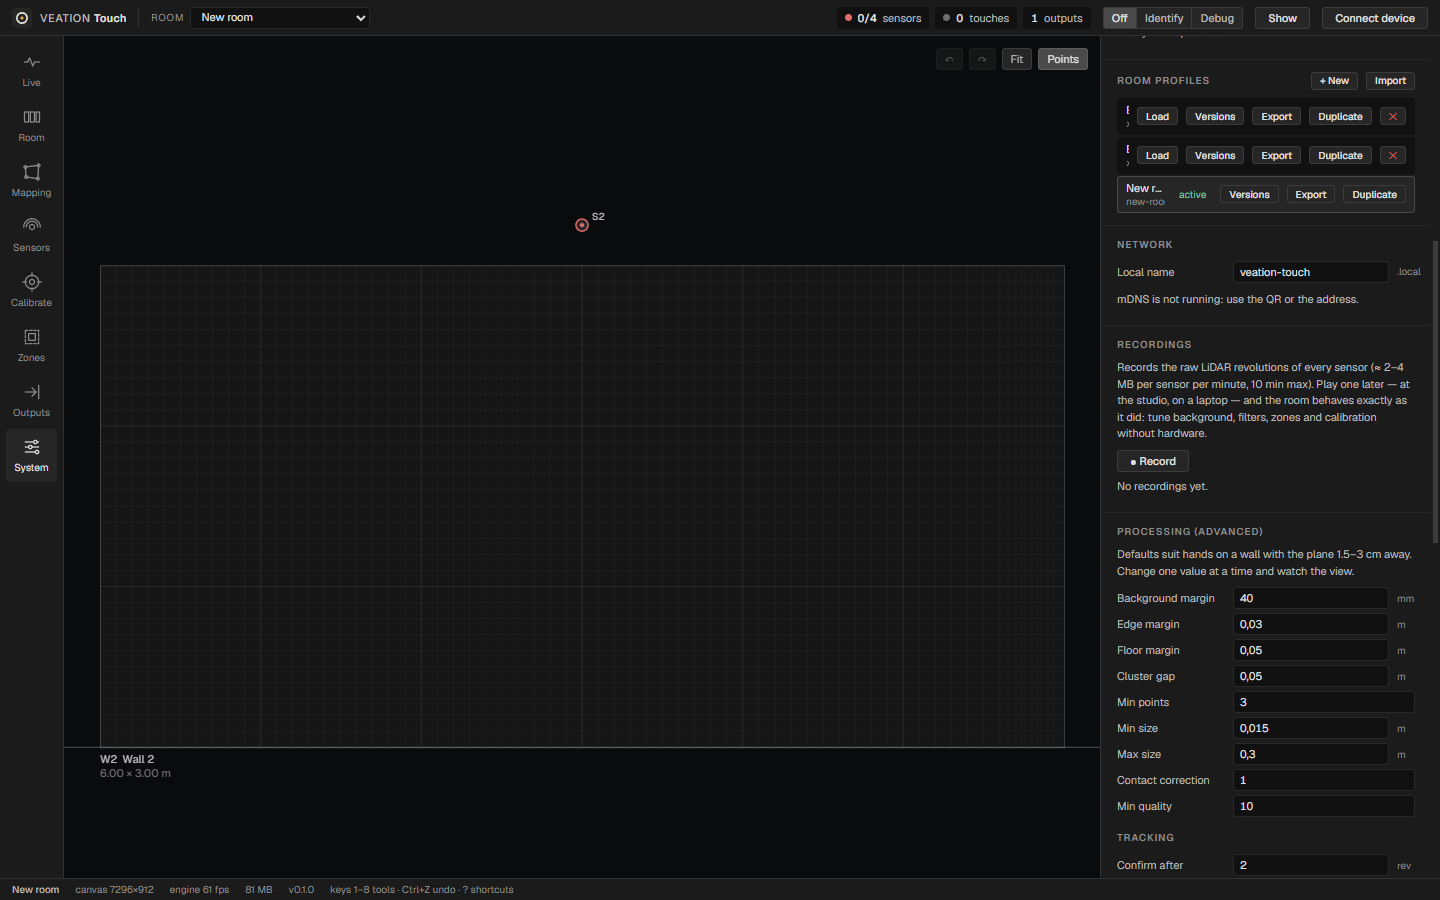 VEATION Touch
ROOM
New room
0/4 sensors
0 touches
1 outputs
Off
Identify
Debug
Show
Connect device
Live
Room
Mapping
Sensors
Calibrate
Zones
Outputs
System
Fit
Points
S2
W2 Wall 2
6.00 × 3.00 m
ROOM PROFILES
+ New
Import
Load
Versions
Export
Duplicate
Load
Versions
Export
Duplicate
New r...
new-roo
active
Versions
Export
Duplicate
NETWORK
Local name
veation-touch
.local
mDNS is not running: use the QR or the address.
RECORDINGS
Records the raw LiDAR revolutions of every sensor (≈ 2–4
MB per sensor per minute, 10 min max). Play one later — at
the studio, on a laptop — and the room behaves exactly as
it did: tune background, filters, zones and calibration
without hardware.
● Record
No recordings yet.
PROCESSING (ADVANCED)
Defaults suit hands on a wall with the plane 1.5–3 cm away.
Change one value at a time and watch the view.
Background margin 40 mm
Edge margin 0,03 m
Floor margin 0,05 m
Cluster gap 0,05 m
Min points 3
Min size 0,015 m
Max size 0,3 m
Contact correction 1
Min quality 10
TRACKING
Confirm after 2 rev
New room
canvas 7296×912
engine 61 fps
81 MB
v0.1.0
keys 1–8 tools · Ctrl+Z undo · ? shortcuts